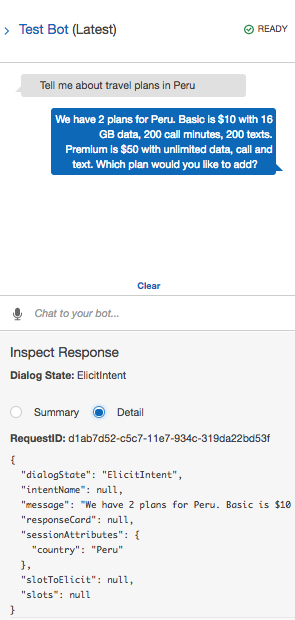 > Test Bot (Latest) READY
Tell me about travel plans in Peru
We have 2 plans for Peru. Basic is $10 with 16
GB data, 200 call minutes, 200 texts.
Premium is $50 with unlimited data, call and
text. Which plan would you like to add?
Clear
Chat to your bot...
Inspect Response
Dialog State: ElicitIntent
Summary Detail
RequestID: d1ab7d52-c5c7-11e7-934c-319da22bd53f
{
"dialogState": "ElicitIntent",
"intentName": null,
"message": "We have 2 plans for Peru. Basic is $10
"responseCard": null,
"sessionAttributes": {
"country": "Peru"
},
"slotToElicit": null,
"slots": null
}